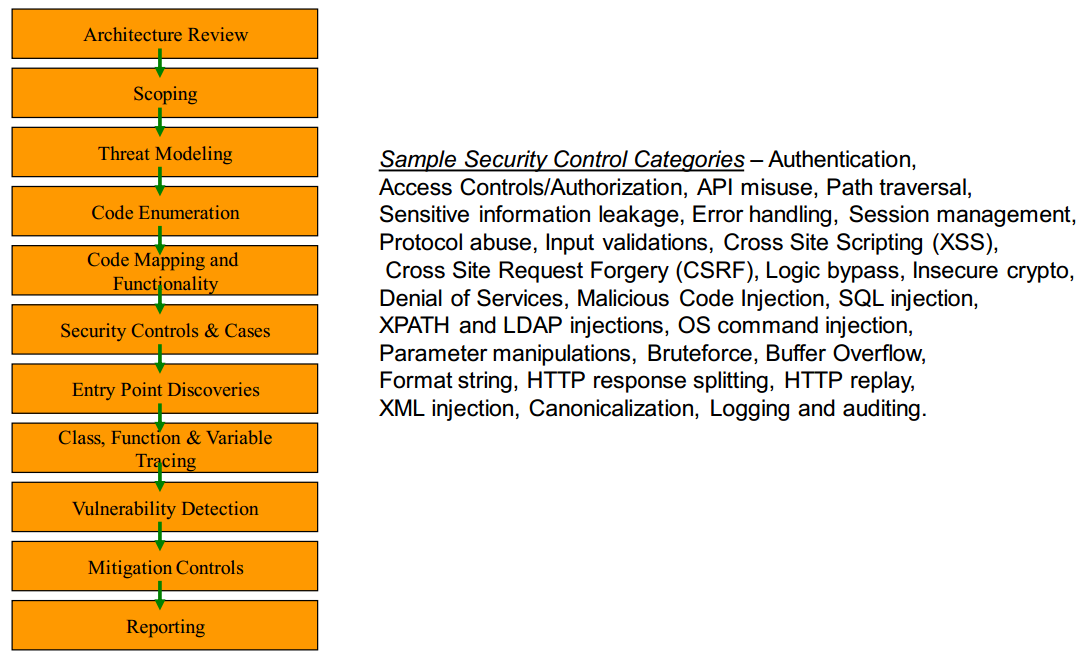 Architecture Review
Scoping
Threat Modeling
Code Enumeration
Code Mapping and
Functionality
Security Controls & Cases
Entry Point Discoveries
Class, Function & Variable
Tracing
Vulnerability Detection
Mitigation Controls
Reporting
Sample Security Control Categories – Authentication,
Access Controls/Authorization, API misuse, Path traversal,
Sensitive information leakage, Error handling, Session management,
Protocol abuse, Input validations, Cross Site Scripting (XSS),
Cross Site Request Forgery (CSRF), Logic bypass, Insecure crypto,
Denial of Services, Malicious Code Injection, SQL injection,
XPATH and LDAP injections, OS command injection,
Parameter manipulations, Bruteforce, Buffer Overflow,
Format string, HTTP response splitting, HTTP replay,
XML injection, Canonicalization, Logging and auditing.